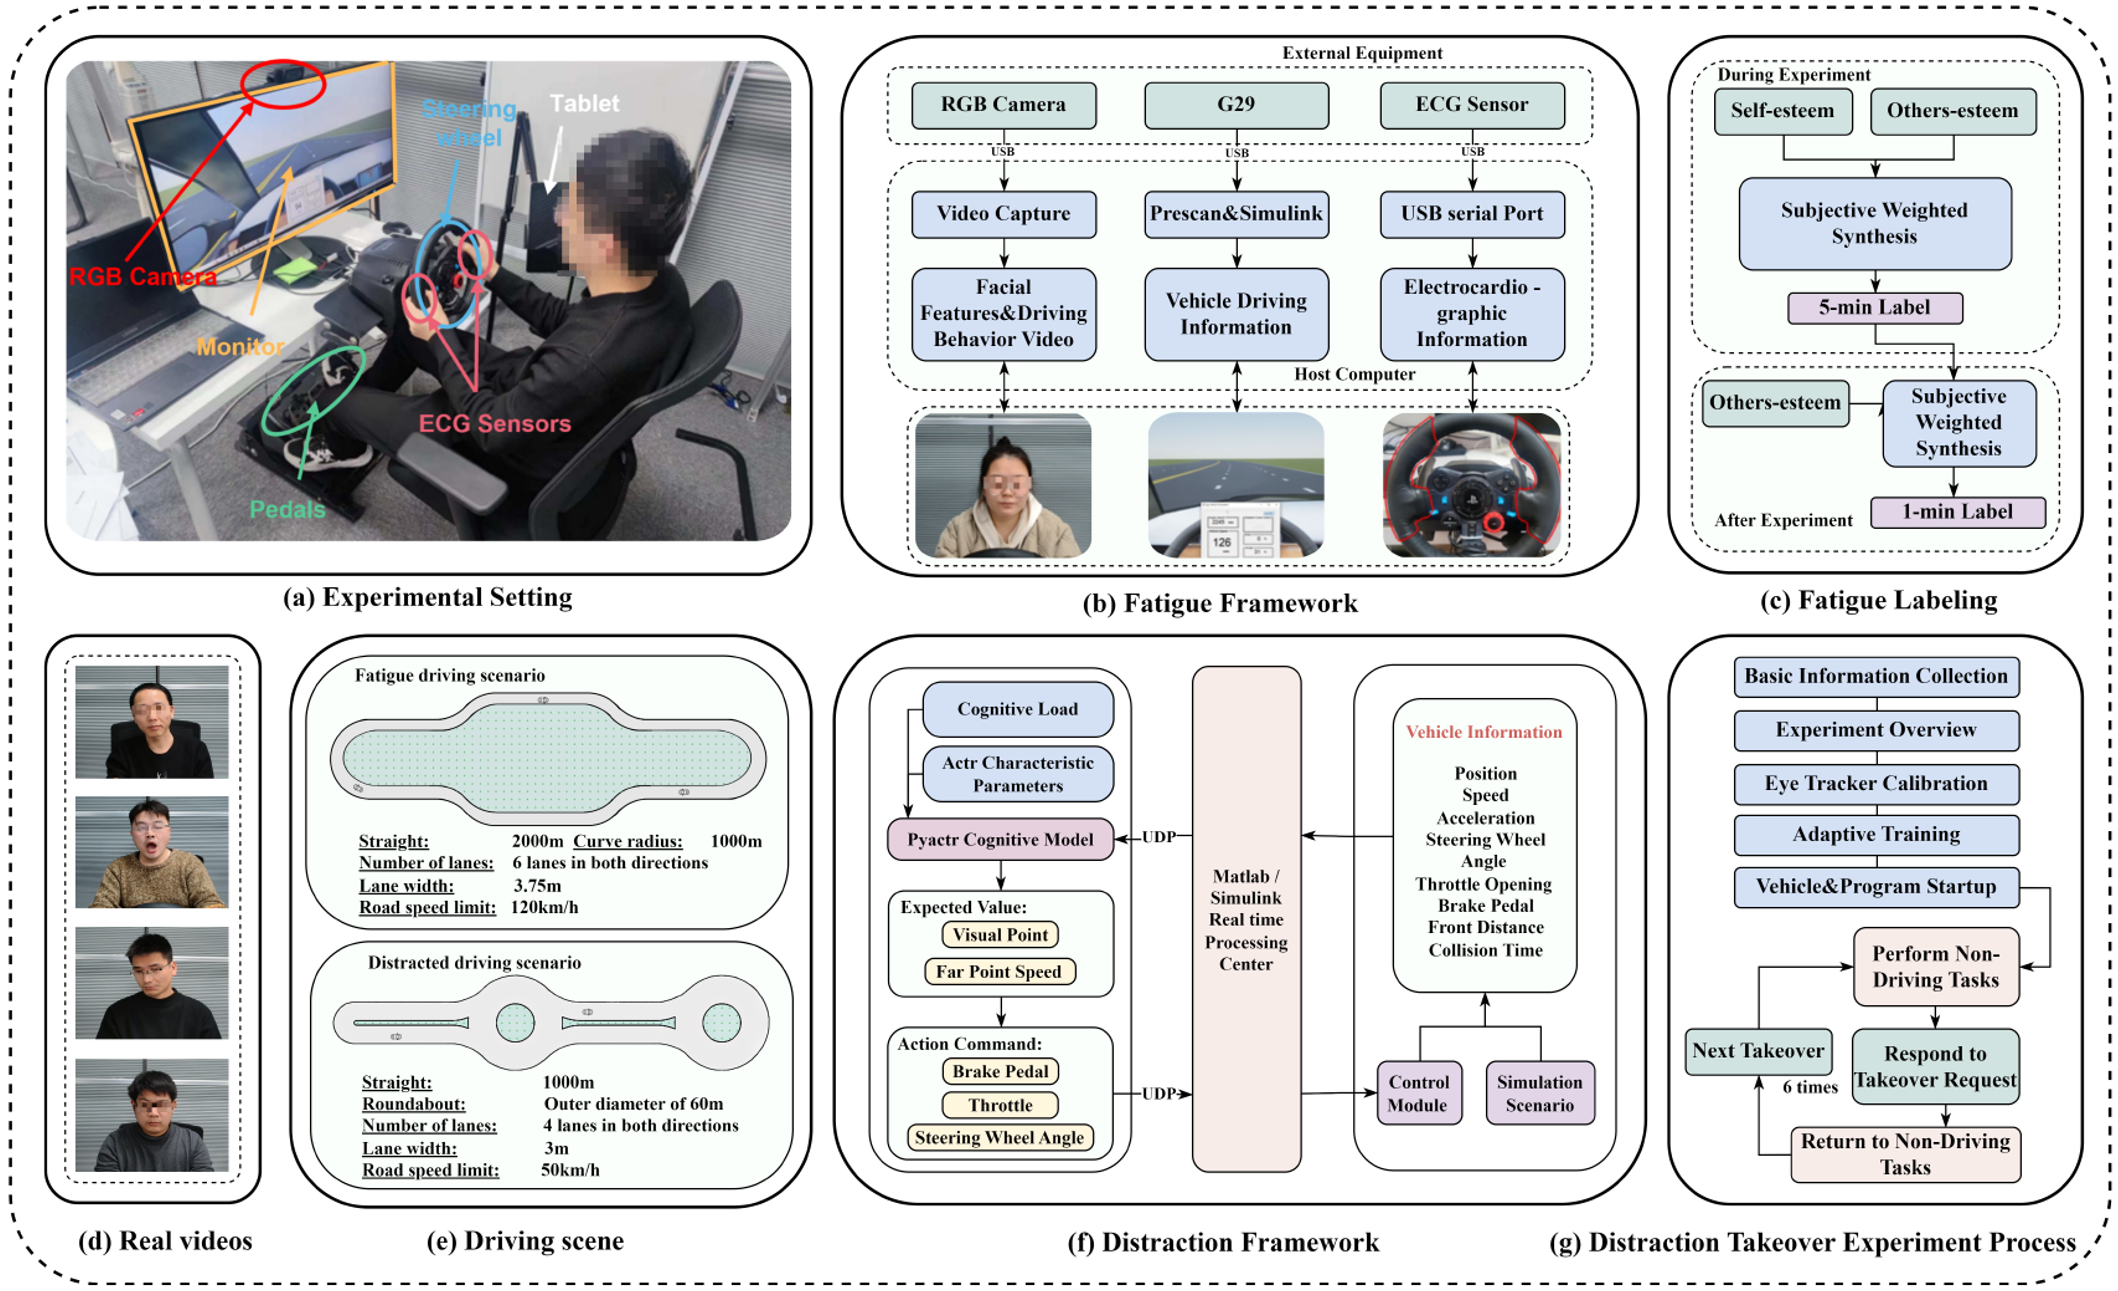 Steering
wheel
Tablet
RGB Camera
Monitor
ECG Sensors
Pedals
(a) Experimental Setting
External Equipment
RGB Camera
G29
ECG Sensor
USB
USB
USB
Video Capture
Prescan&Simulink
USB serial Port
Facial
Features&Driving
Behavior Video
Vehicle Driving
Information
Electrocardio -
graphic
Information
Host Computer
126
(b) Fatigue Framework
During Experiment
Self-esteem
Others-esteem
Subjective Weighted
Synthesis
5-min Label
Others-esteem
Subjective
Weighted
Synthesis
After Experiment
1-min Label
(c) Fatigue Labeling
(d) Real videos
Fatigue driving scenario
Straight: 2000m Curve radius: 1000m
Number of lanes: 6 lanes in both directions
Lane width: 3.75m
Road speed limit: 120km/h
Distracted driving scenario
Straight: 1000m
Roundabout: Outer diameter of 60m
Number of lanes: 4 lanes in both directions
Lane width: 3m
Road speed limit: 50km/h
(e) Driving scene
Cognitive Load
Actr Characteristic
Parameters
Pyactr Cognitive Model
UDP
Expected Value:
Visual Point
Far Point Speed
Action Command:
Brake Pedal
Throttle
Steering Wheel Angle
UDP
Matlab /
Simulink
Real time
Processing
Center
Vehicle Information
Position
Speed
Acceleration
Steering Wheel
Angle
Throttle Opening
Brake Pedal
Front Distance
Collision Time
Control
Module
Simulation
Scenario
(f) Distraction Framework
Basic Information Collection
Experiment Overview
Eye Tracker Calibration
Adaptive Training
Vehicle&Program Startup
Perform Non-
Driving Tasks
Next Takeover
6 times
Respond to
Takeover Request
Return to Non-Driving
Tasks
(g) Distraction Takeover Experiment Process